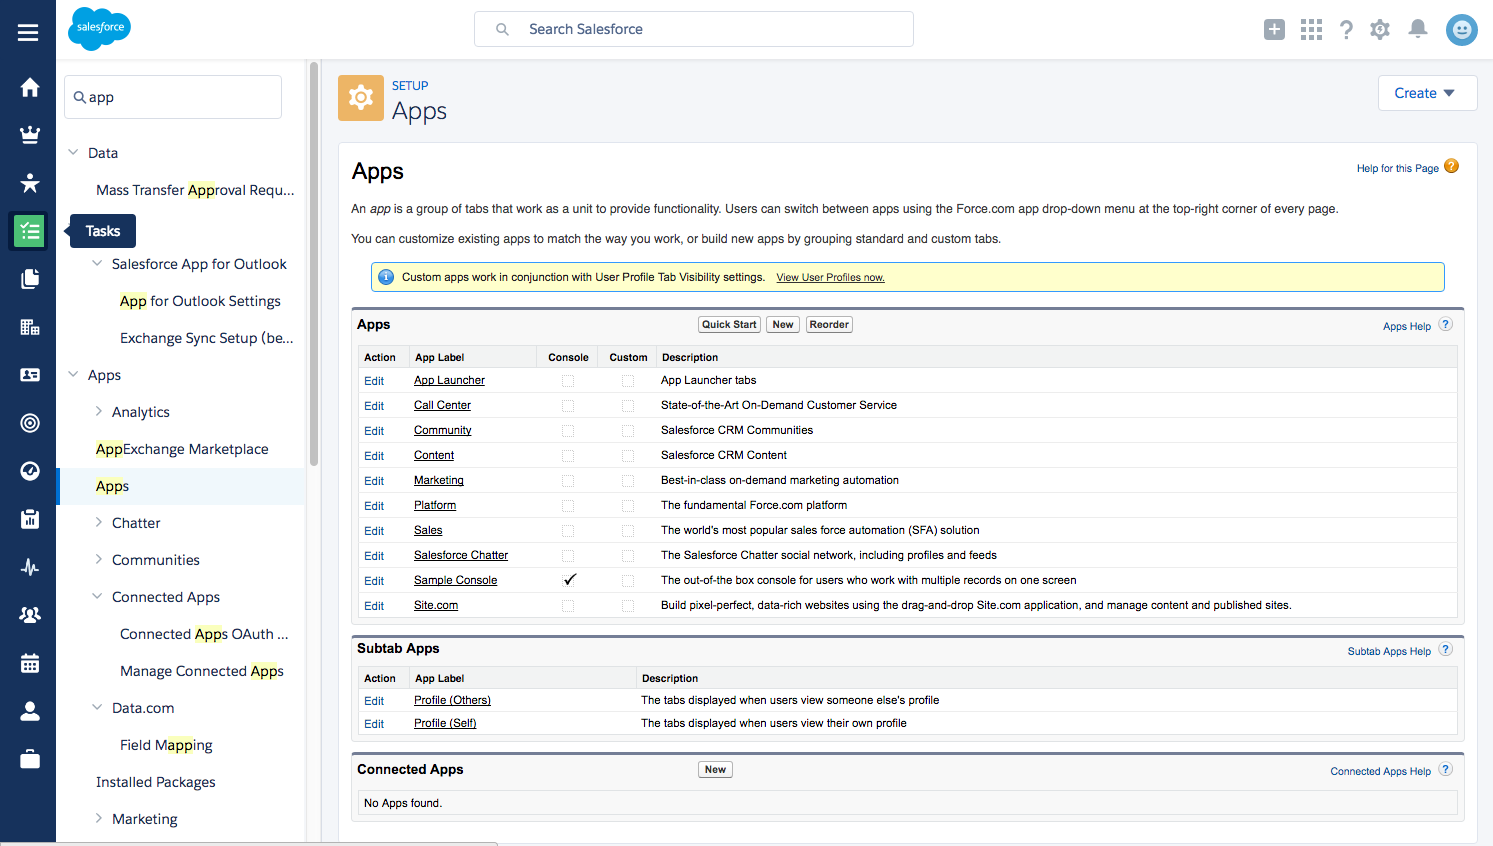 salesforce
Search Salesforce
app
Data
Mass Transfer Approval Requ...
Tasks
Salesforce App for Outlook
App for Outlook Settings
Exchange Sync Setup (be...
Apps
Analytics
AppExchange Marketplace
Apps
Chatter
Communities
Connected Apps
Connected Apps OAuth ...
Manage Connected Apps
Data.com
Field Mapping
Installed Packages
Marketing
SETUP
Apps
Create
Apps
Help for this Page ?
An app is a group of tabs that work as a unit to provide functionality. Users can switch between apps using the Force.com app drop-down menu at the top-right corner of every page.
You can customize existing apps to match the way you work, or build new apps by grouping standard and custom tabs.
Custom apps work in conjunction with User Profile Tab Visibility settings. View User Profiles now.
Apps Quick Start New Reorder Apps Help ?
Action App Label Console Custom Description
Edit App Launcher App Launcher tabs
Edit Call Center State-of-the-Art On-Demand Customer Service
Edit Community Salesforce CRM Communities
Edit Content Salesforce CRM Content
Edit Marketing Best-in-class on-demand marketing automation
Edit Platform The fundamental Force.com platform
Edit Sales The world's most popular sales force automation (SFA) solution
Edit Salesforce Chatter The Salesforce Chatter social network, including profiles and feeds
Edit Sample Console The out-of-the box console for users who work with multiple records on one screen
Edit Site.com Build pixel-perfect, data-rich websites using the drag-and-drop Site.com application, and manage content and published sites.
Subtab Apps Subtab Apps Help ?
Action App Label Description
Edit Profile (Others) The tabs displayed when users view someone else's profile
Edit Profile (Self) The tabs displayed when users view their own profile
Connected Apps New Connected Apps Help ?
No Apps found.